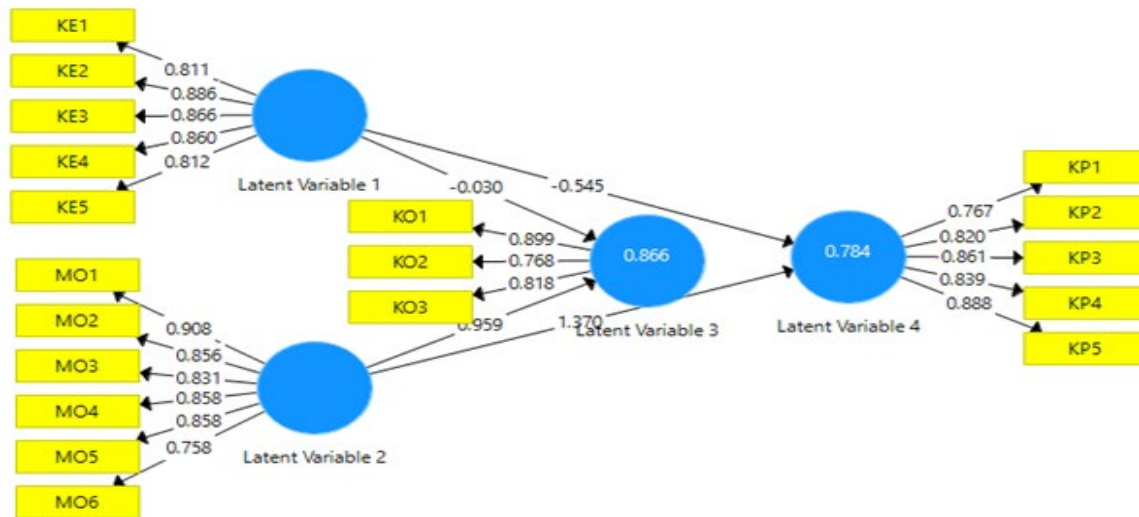 KE1
KE2
KE3
KE4
KE5
0.811
0.886
0.866
0.860
0.812
Latent Variable 1
-0.030
-0.545
MO1
MO2
MO3
MO4
MO5
MO6
0.908
0.856
0.831
0.858
0.858
0.758
Latent Variable 2
0.959
1.370
KO1
KO2
KO3
0.899
0.768
0.818
0.866
Latent Variable 3
0.784
Latent Variable 4
0.767
0.820
0.861
0.839
0.888
KP1
KP2
KP3
KP4
KP5